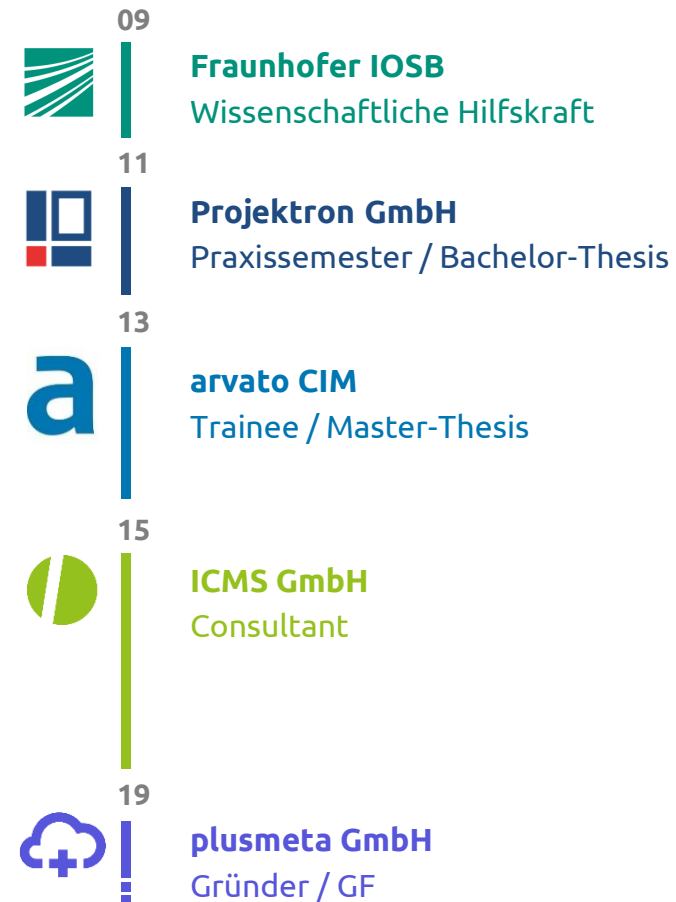 09
Fraunhofer IOSB
Wissenschaftliche Hilfskraft
11
Projektron GmbH
Praxissemester / Bachelor-Thesis
13
a
arvato CIM
Trainee / Master-Thesis
15
ICMS GmbH
Consultant
19
plusmeta GmbH
Gründer / GF